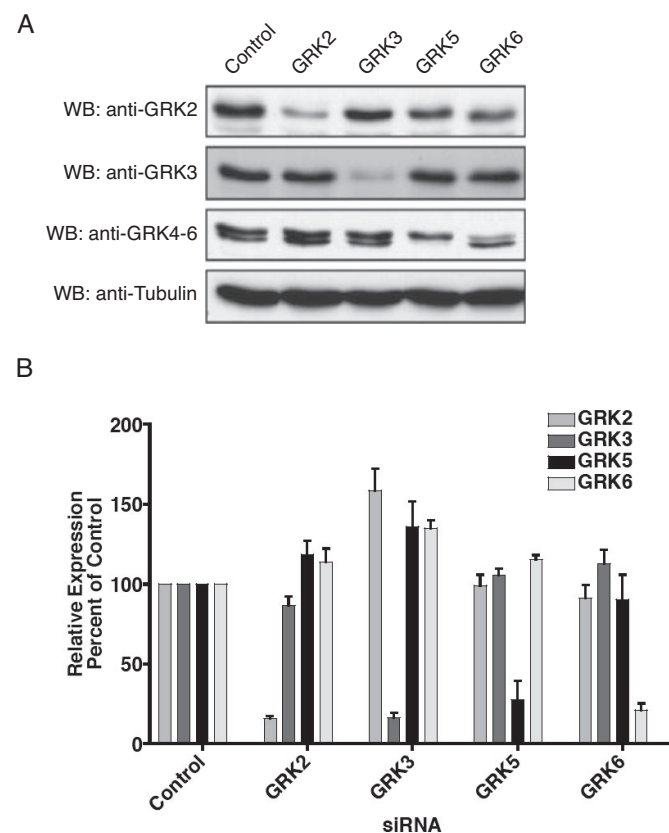 A
Control
GRK2
GRK3
GRK5
GRK6
WB: anti-GRK2
WB: anti-GRK3
WB: anti-GRK4-6
WB: anti-Tubulin
B
Relative Expression
Percent of Control
200
150
100
50
0
GRK2
GRK3
GRK5
GRK6
Control
GRK2
GRK3
GRK5
GRK6
siRNA